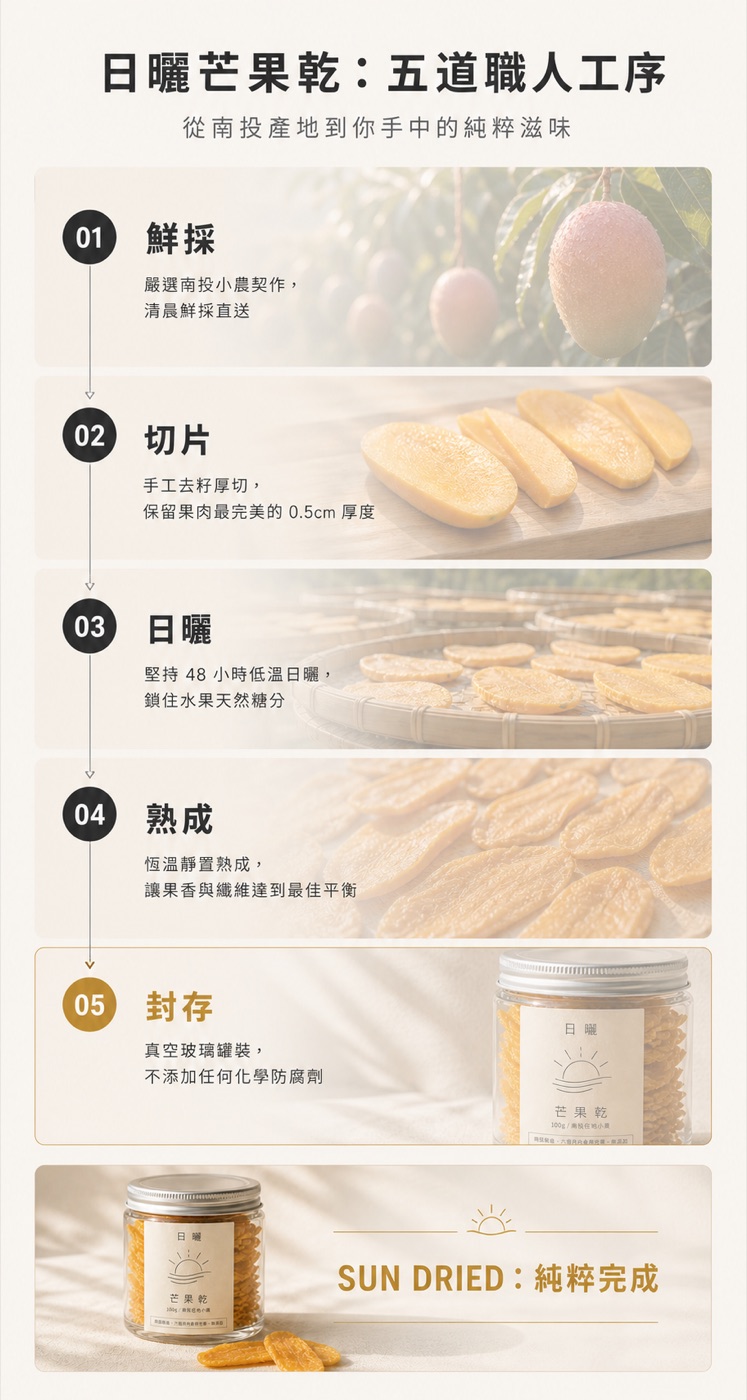 日曬芒果乾：五道職人工序
從南投產地到你手中的純粹滋味
01
鮮採
嚴選南投小農契作，
清晨鮮採直送
02
切片
手工去籽厚切，
保留果肉最完美的 0.5cm 厚度
03
日曬
堅持 48 小時低溫日曬，
鎖住水果天然糖分
04
熟成
恆溫靜置熟成，
讓果香與纖維達到最佳平衡
05
封存
真空玻璃罐裝，
不添加任何化學防腐劑
日曬
芒果乾
100g /
日曬
芒果乾
100g /
SUN DRIED：純粹完成